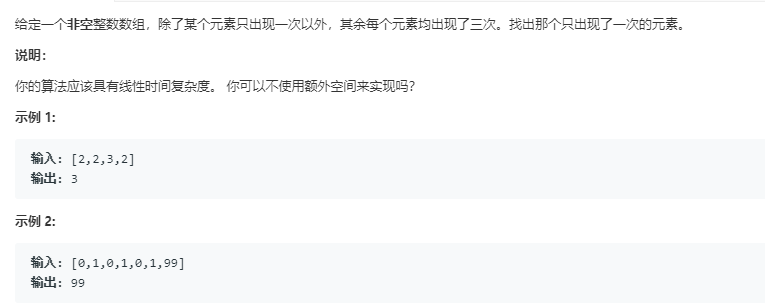 给定一个非空整数数组，除了某个元素只出现一次以外，其余每个元素均出现了三次。找出那个只出现了一次的元素。
说明：
你的算法应该具有线性时间复杂度。 你可以不使用额外空间来实现吗？
示例 1:
输入: [2,2,3,2]
输出: 3
示例 2:
输入: [0,1,0,1,0,1,99]
输出: 99